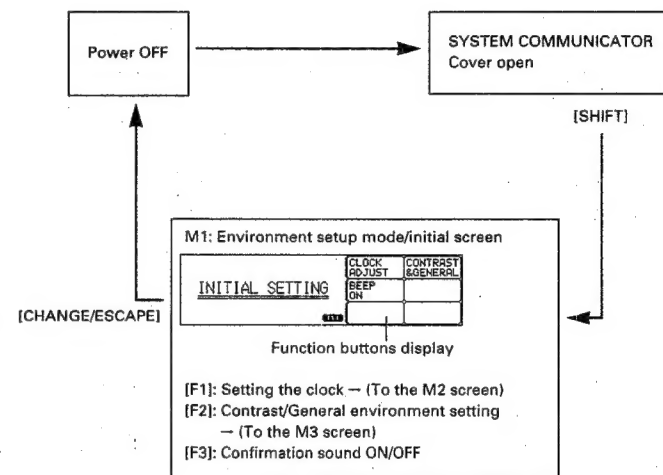 Power OFF
SYSTEM COMMUNICATOR
Cover open
[SHIFT]
M1: Environment setup mode/initial screen
CLOCK ADJUST
CONTRAST &GENERAL
INITIAL SETTING
BEEP ON
[CHANGE/ESCAPE]
Function buttons display
[F1]: Setting the clock → (To the M2 screen)
[F2]: Contrast/General environment setting
→ (To the M3 screen)
[F3]: Confirmation sound ON/OFF